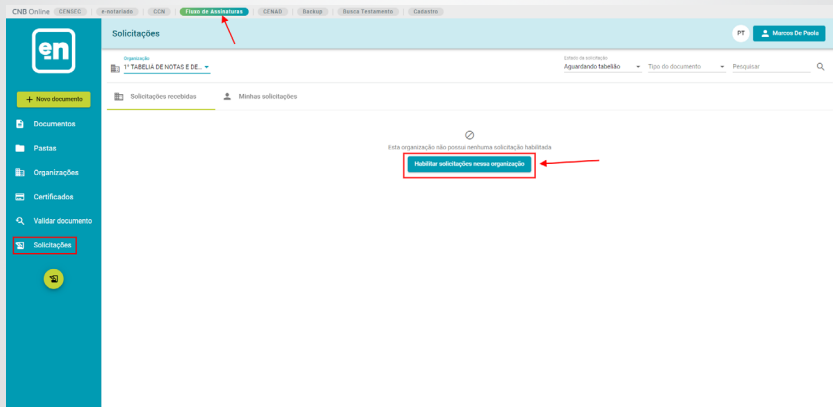 CNB Online CENSEC e-notariado CCN Fluxo de Assinaturas CENAD Backup Busca Testamento Cadastro
en
Solicitações
PT Marcos De Paola
Organização
1º TABELIA DE NOTAS E DE...
Estado da solicitação
Aguardando tabelião Tipo do documento Pesquisar
+ Novo documento
Solicitações recebidas Minhas solicitações
Documentos
Pastas
Organizações
Certificados
Validar documento
Solicitações
Esta organização não possui nenhuma solicitação habilitada
Habilitar solicitações nessa organização